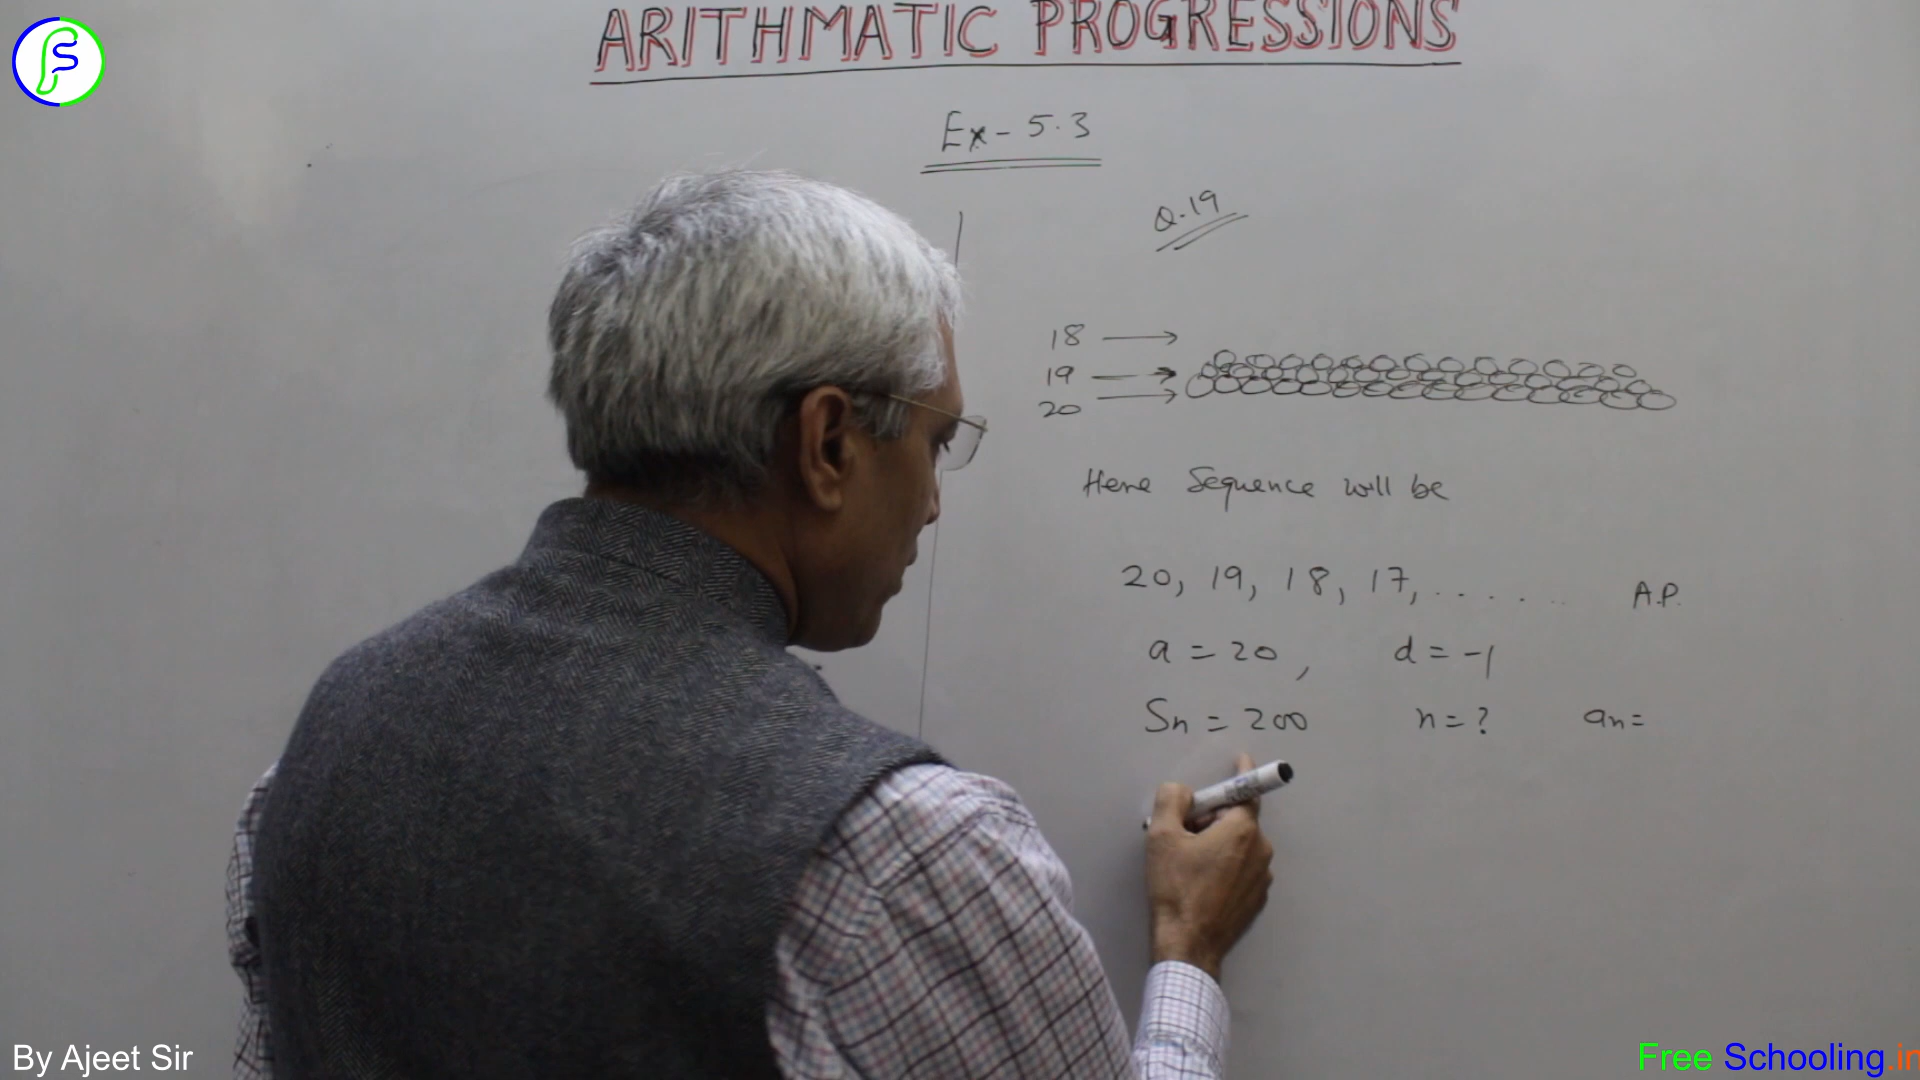 ARITHMATIC PROGRESSIONS
Ex - 5.3
Q.19
18
19
20
Here Sequence will be
20, 19, 18, 17, ...... A.P.
a = 20, d = -1
Sn = 200 n = ? an =
By Ajeet Sir
Free Schooling.in